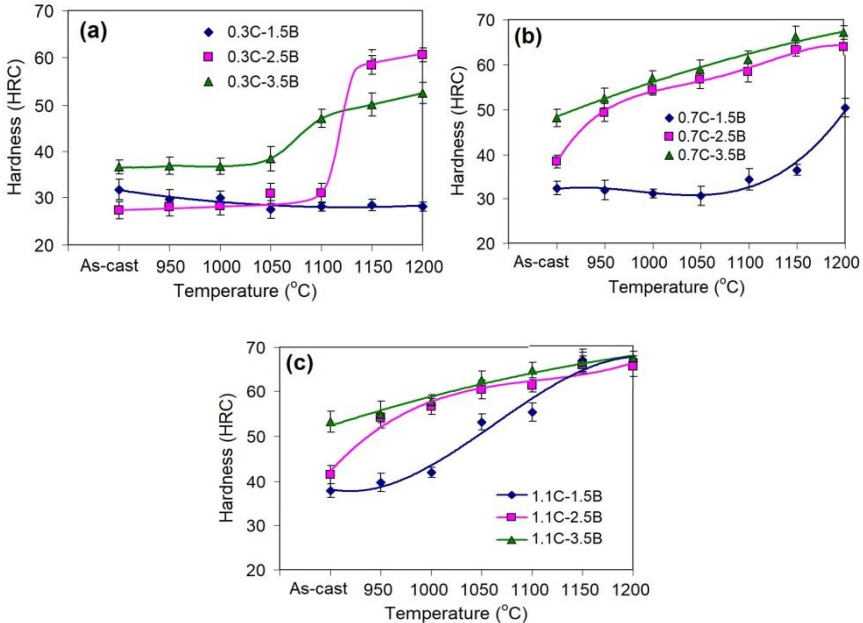 (a)
0.3C-1.5B
0.3C-2.5B
0.3C-3.5B
Hardness (HRC)
70
60
50
40
30
20
As-cast 950 1000 1050 1100 1150 1200
Temperature (°C)
(b)
0.7C-1.5B
0.7C-2.5B
0.7C-3.5B
Hardness (HRC)
70
60
50
40
30
20
As-cast 950 1000 1050 1100 1150 1200
Temperature (°C)
(c)
1.1C-1.5B
1.1C-2.5B
1.1C-3.5B
Hardness (HRC)
70
60
50
40
30
20
As-cast 950 1000 1050 1100 1150 1200
Temperature (°C)